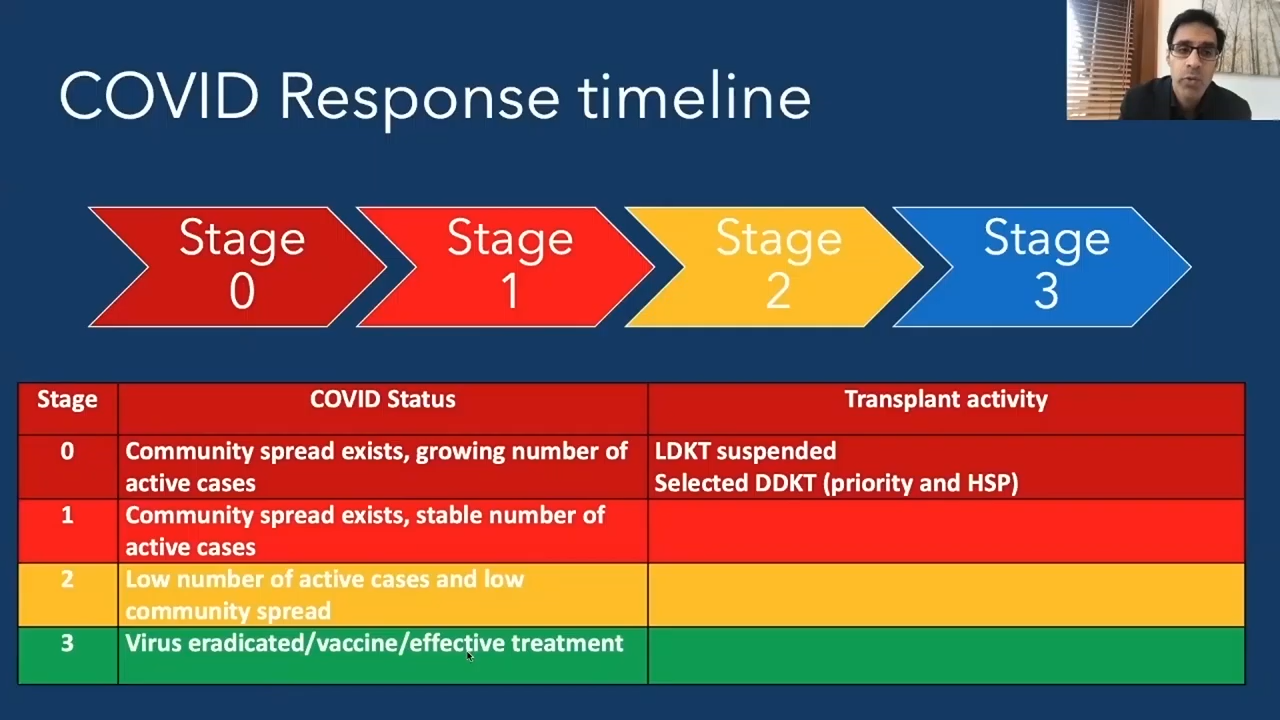 COVID Response timeline
Stage
0
Stage
1
Stage
2
Stage
3
Stage COVID Status Transplant activity
0 Community spread exists, growing number of active cases LDKT suspended
Selected DDKT (priority and HSP)
1 Community spread exists, stable number of active cases
2 Low number of active cases and low community spread
3 Virus eradicated/vaccine/effective treatment